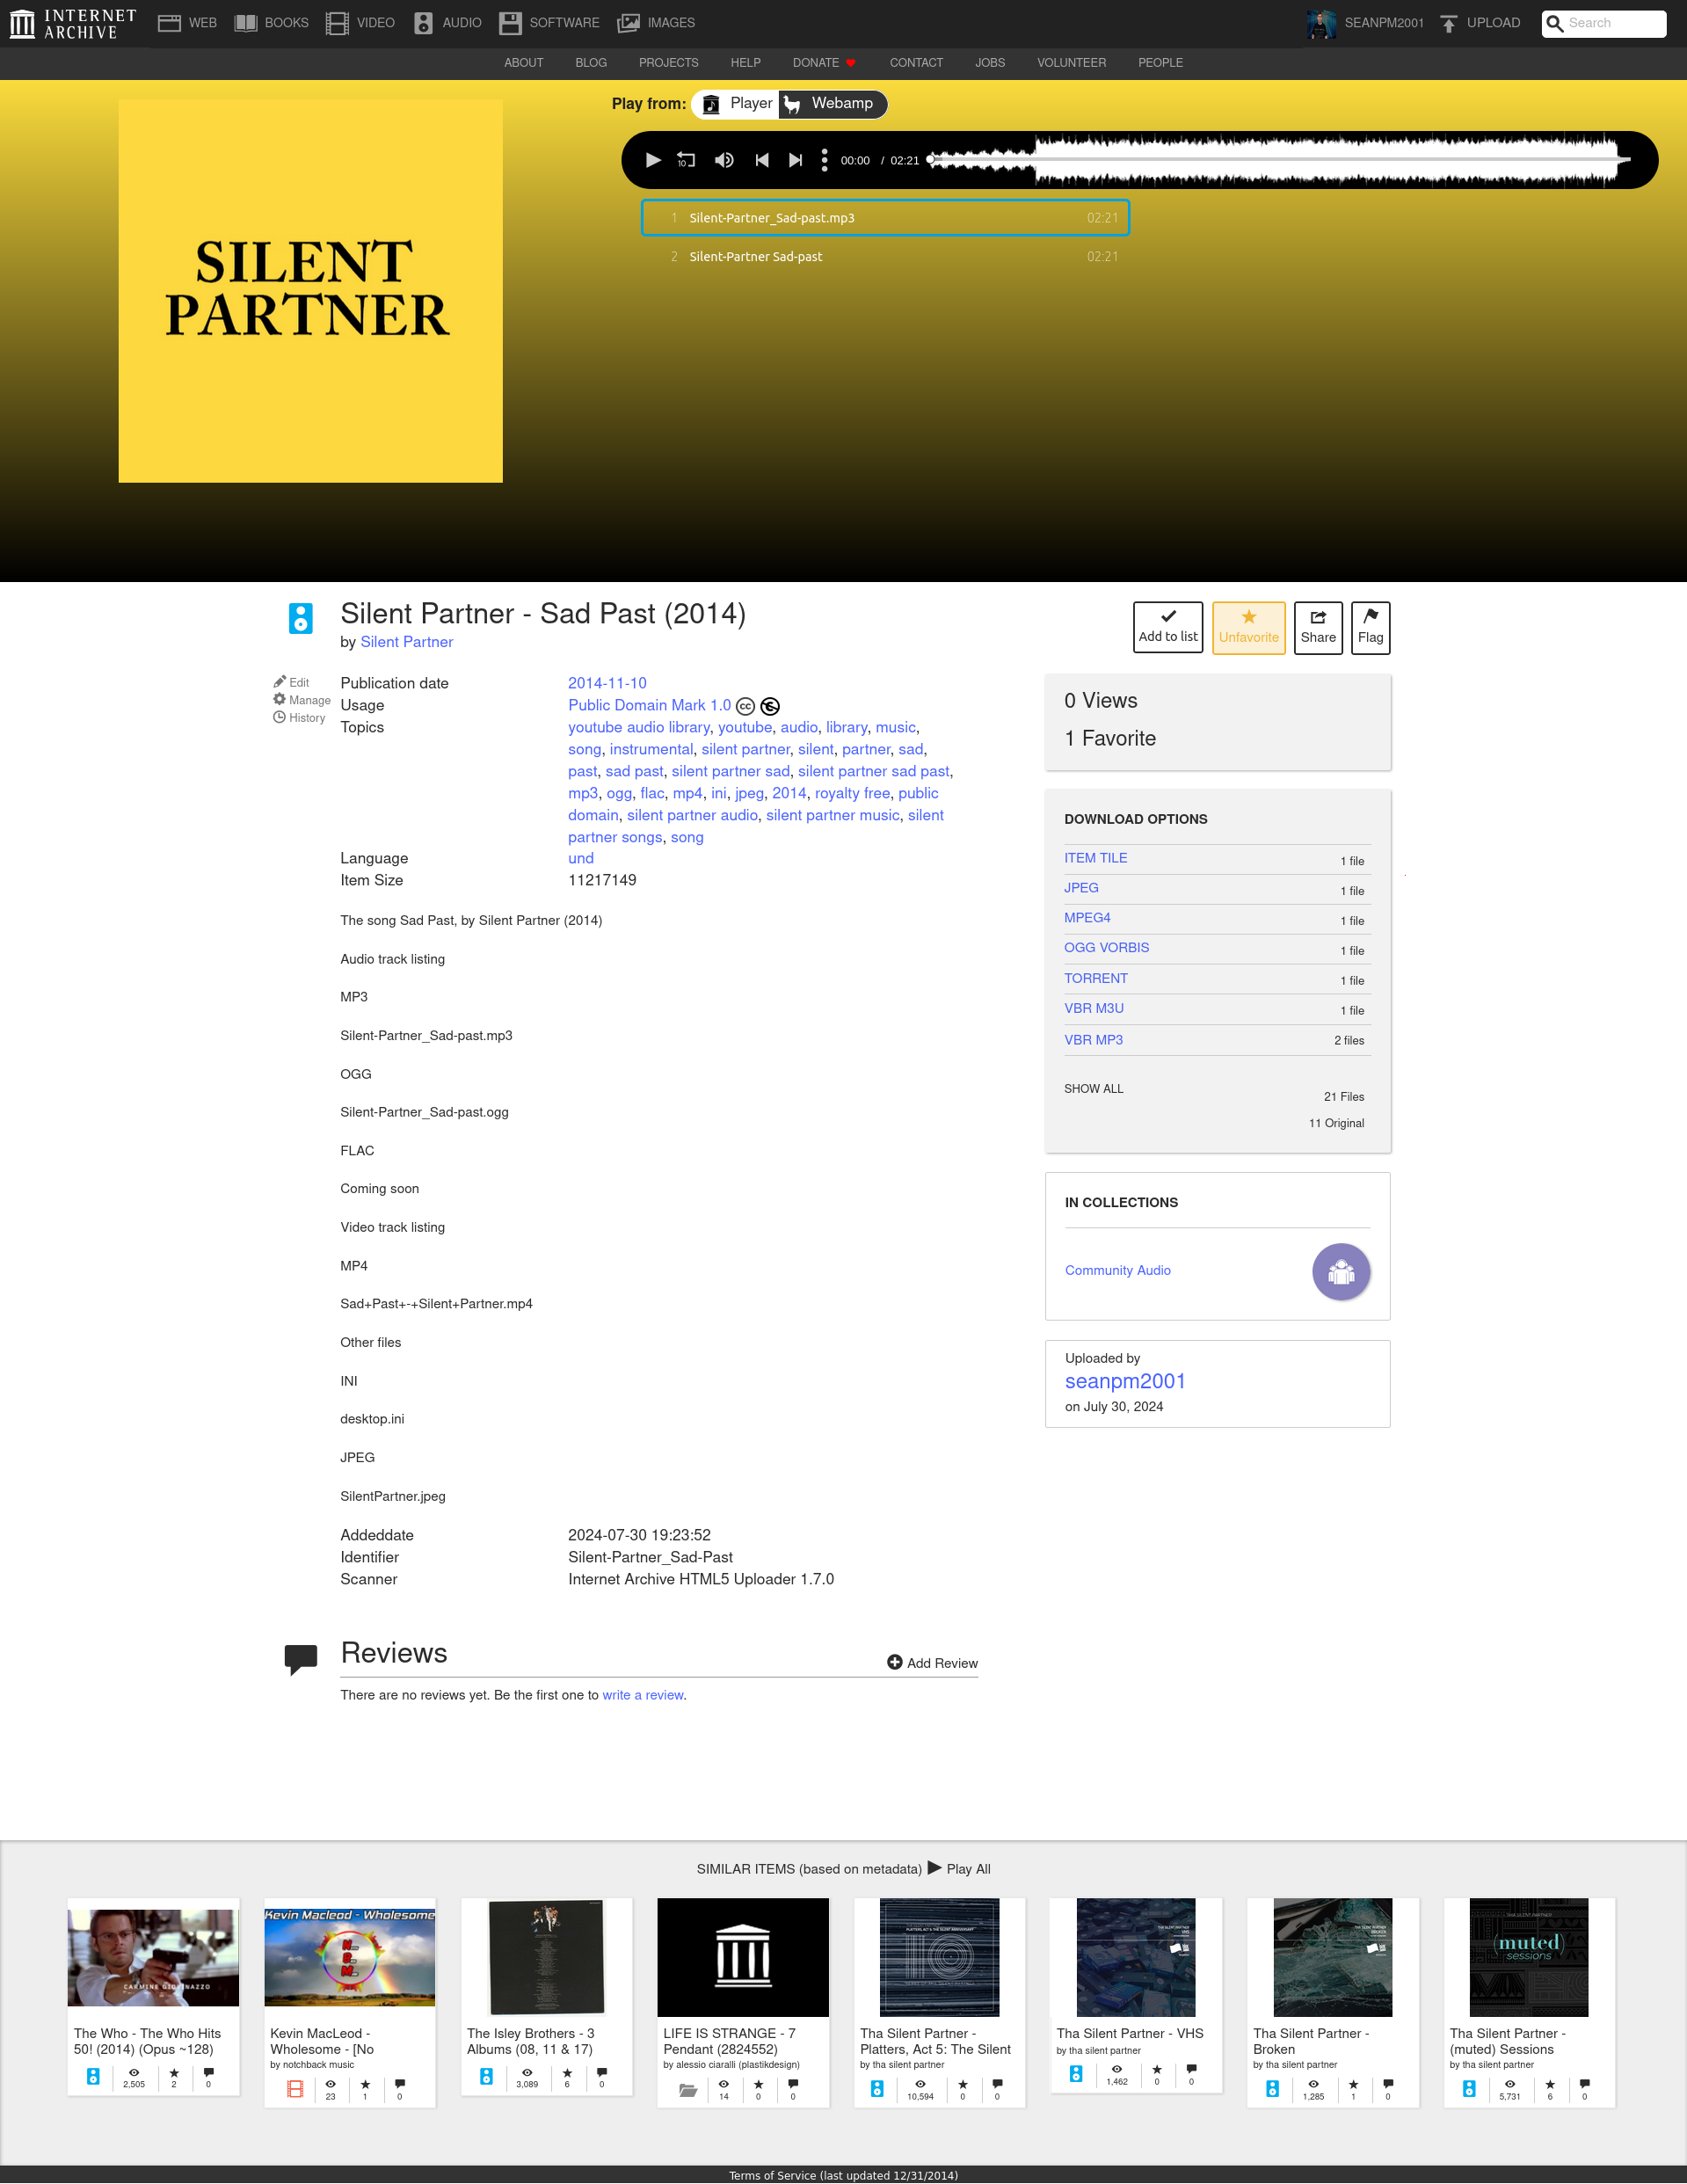 INTERNET ARCHIVE
WEB BOOKS VIDEO AUDIO SOFTWARE IMAGES SEANPM2001 UPLOAD Search
ABOUT BLOG PROJECTS HELP DONATE CONTACT JOBS VOLUNTEER PEOPLE
SILENT
PARTNER
Play from: Player Webamp
10 00:00 / 02:21
1 Silent-Partner_Sad-past.mp3 02:21
2 Silent-Partner Sad-past 02:21
Silent Partner - Sad Past (2014)
by Silent Partner
Add to list Unfavorite Share Flag
Edit
Manage
History
Publication date 2014-11-10
Usage Public Domain Mark 1.0 cc
Topics youtube audio library, youtube, audio, library, music,
song, instrumental, silent partner, silent, partner, sad,
past, sad past, silent partner sad, silent partner sad past,
mp3, ogg, flac, mp4, ini, jpeg, 2014, royalty free, public
domain, silent partner audio, silent partner music, silent
partner songs, song
Language und
Item Size 11217149
The song Sad Past, by Silent Partner (2014)
Audio track listing
MP3
Silent-Partner_Sad-past.mp3
OGG
Silent-Partner_Sad-past.ogg
FLAC
Coming soon
Video track listing
MP4
Sad+Past+-+Silent+Partner.mp4
Other files
INI
desktop.ini
JPEG
SilentPartner.jpeg
Addeddate 2024-07-30 19:23:52
Identifier Silent-Partner_Sad-Past
Scanner Internet Archive HTML5 Uploader 1.7.0
0 Views
1 Favorite
DOWNLOAD OPTIONS
ITEM TILE 1 file
JPEG 1 file
MPEG4 1 file
OGG VORBIS 1 file
TORRENT 1 file
VBR M3U 1 file
VBR MP3 2 files
SHOW ALL
21 Files
11 Original
IN COLLECTIONS
Community Audio
Uploaded by
seanpm2001
on July 30, 2024
Reviews
Add Review
There are no reviews yet. Be the first one to write a review.
SIMILAR ITEMS (based on metadata) Play All
CARMINE GIOVINAZZO
The Who - The Who Hits
50! (2014) (Opus ~128)
2,505 2 0
Kevin Macleod - Wholesome
Kevin MacLeod -
Wholesome - [No
by notchback music
23 1 0
The Isley Brothers - 3
Albums (08, 11 & 17)
3,089 6 0
LIFE IS STRANGE - 7
Pendant (2824552)
by alessio ciaralli (plastikdesign)
14 0 0
Tha Silent Partner -
Platters, Act 5: The Silent
by tha silent partner
10,594 0 0
Tha Silent Partner - VHS
by tha silent partner
1,462 0 0
Tha Silent Partner -
Broken
by tha silent partner
1,285 1 0
THA SILENT PARTNER
(muted)
sessions
Tha Silent Partner -
(muted) Sessions
by tha silent partner
5,731 6 0
Terms of Service (last updated 12/31/2014)